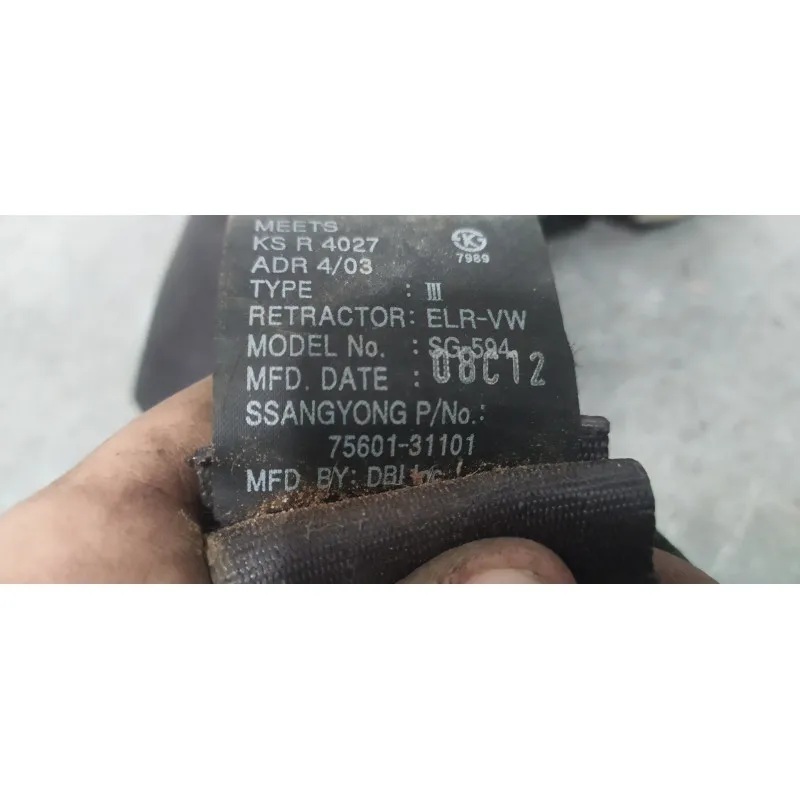 MEETS
KS R 4027
ADR 4/03
KG
7989
TYPE : III
RETRACTOR: ELR-VW
MODEL No. : SG-594
MFD. DATE : 08C12
SSANGYONG P/No.:
75601-31101
MFD BY: